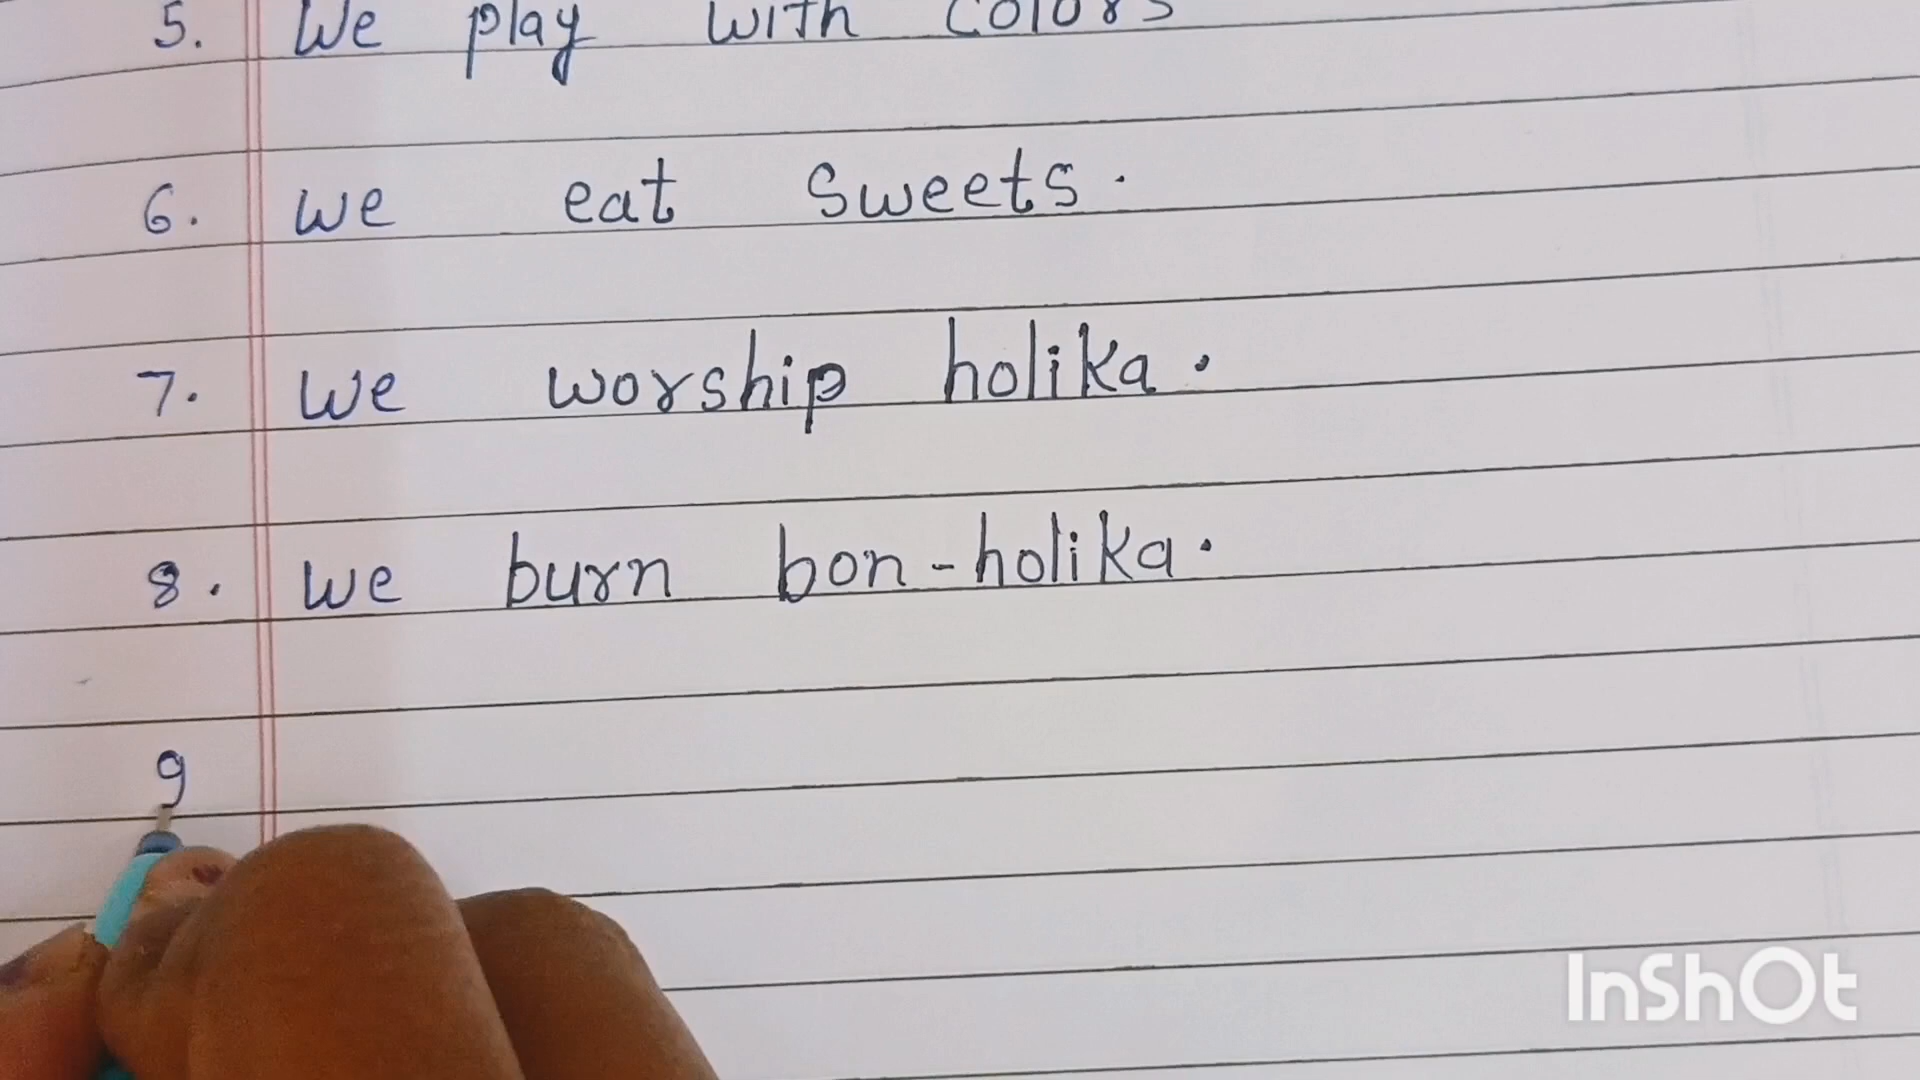 5. We play with colors
6. We eat sweets.
7. We worship holika.
8. We burn bon-holika.
9
InShOt